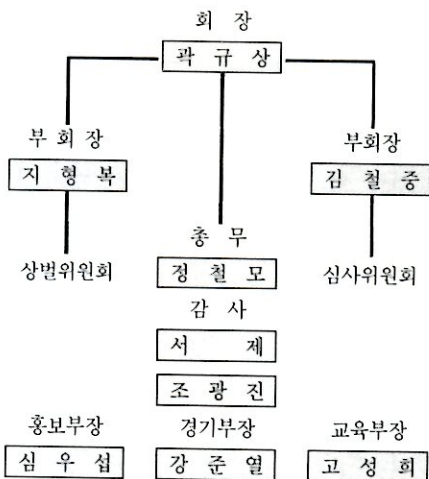 회 장
곽 규 상
부 회 장
부회장
지 형 복
김 철 중
총 무
상벌위원회
정 철 모
심사위원회
감 사
서 제
조 광 진
홍보부장
경기부장
교육부장
심 우 섭
강 준 열
고 성 희